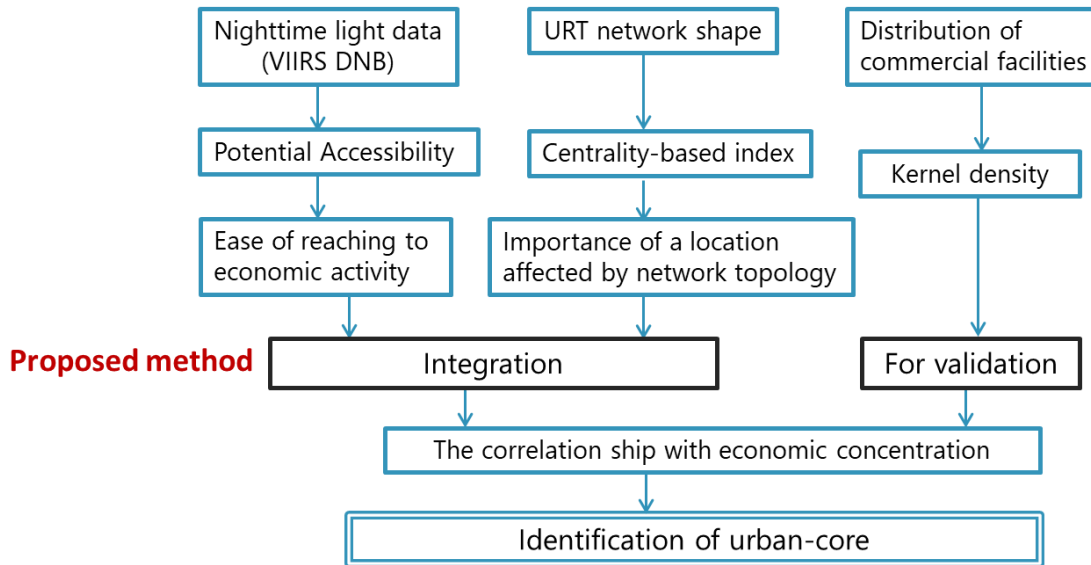 Nighttime light data
(VIIRS DNB)
URT network shape
Distribution of
commercial facilities
Potential Accessibility
Centrality-based index
Kernel density
Ease of reaching to
economic activity
Importance of a location
affected by network topology
Proposed method
Integration
For validation
The correlation ship with economic concentration
Identification of urban-core